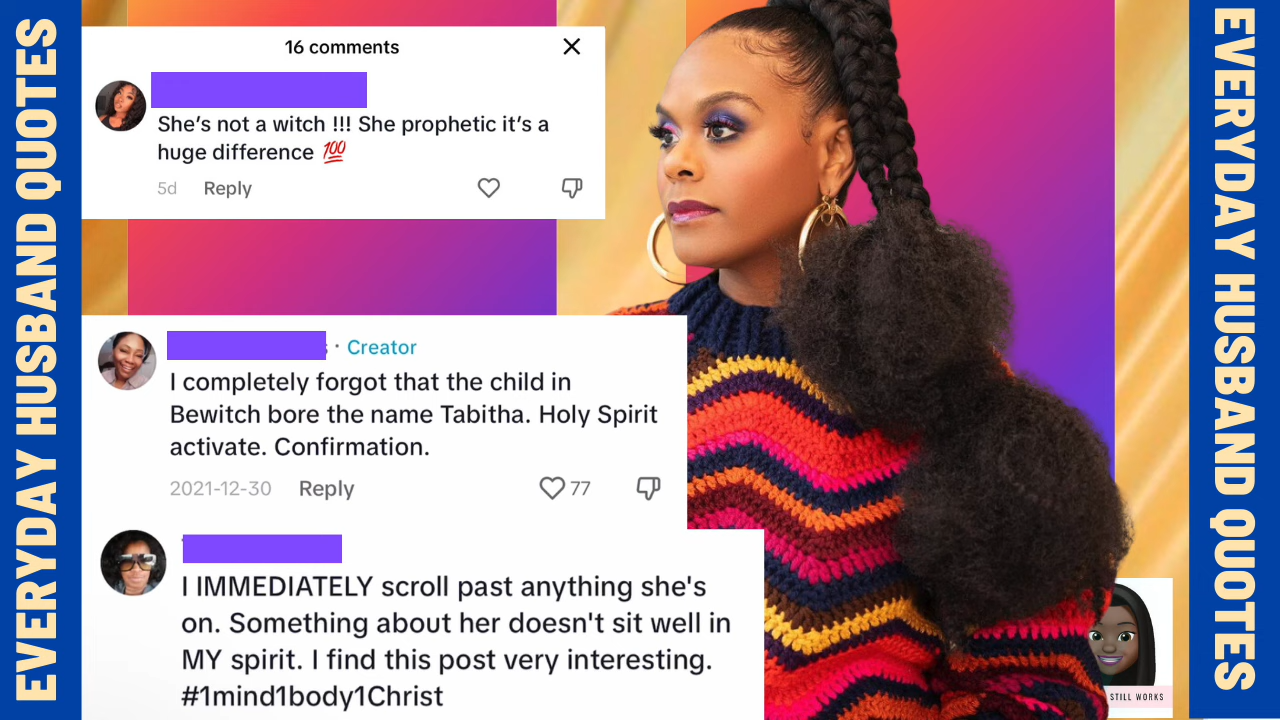 EVERYDAY HUSBAND QUOTES
16 comments
She's not a witch !!! She prophetic it's a
huge difference 💯
5d Reply
· Creator
I completely forgot that the child in
Bewitch bore the name Tabitha. Holy Spirit
activate. Confirmation.
2021-12-30 Reply 77
I IMMEDIATELY scroll past anything she's
on. Something about her doesn't sit well in
MY spirit. I find this post very interesting.
#1mind1body1Christ
STILL WORKS
EVERYDAY HUSBAND QUOTES